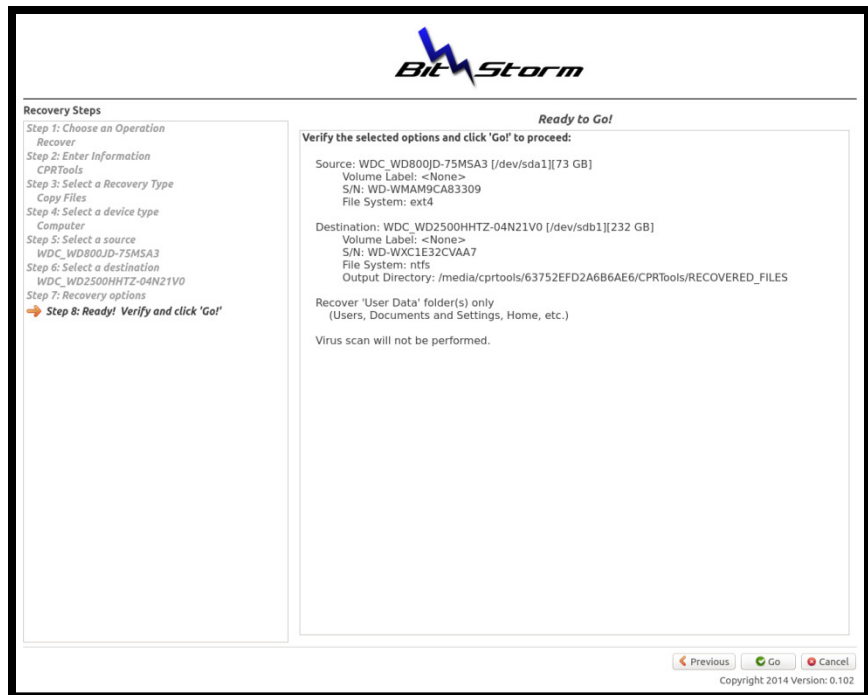 Bit Storm
Recovery Steps
Step 1: Choose an Operation
Recover
Step 2: Enter Information
CPRTools
Step 3: Select a Recovery Type
Copy Files
Step 4: Select a device type
Computer
Step 5: Select a source
WDC_WD800JD-75MSA3
Step 6: Select a destination
WDC_WD2500HHTZ-04N21V0
Step 7: Recovery options
Step 8: Ready! Verify and click 'Go!'
Ready to Go!
Verify the selected options and click 'Go!' to proceed:
Source: WDC_WD800JD-75MSA3 [/dev/sda1][73 GB]
Volume Label: <None>
S/N: WD-WMAM9CA83309
File System: ext4
Destination: WDC_WD2500HHTZ-04N21V0 [/dev/sdb1][232 GB]
Volume Label: <None>
S/N: WD-WXC1E32CVAA7
File System: ntfs
Output Directory: /media/cprtools/63752EFD2A6B6AE6/CPRTools/RECOVERED_FILES
Recover 'User Data' folder(s) only
(Users, Documents and Settings, Home, etc.)
Virus scan will not be performed.
Previous
Go
Cancel
Copyright 2014 Version: 0.102